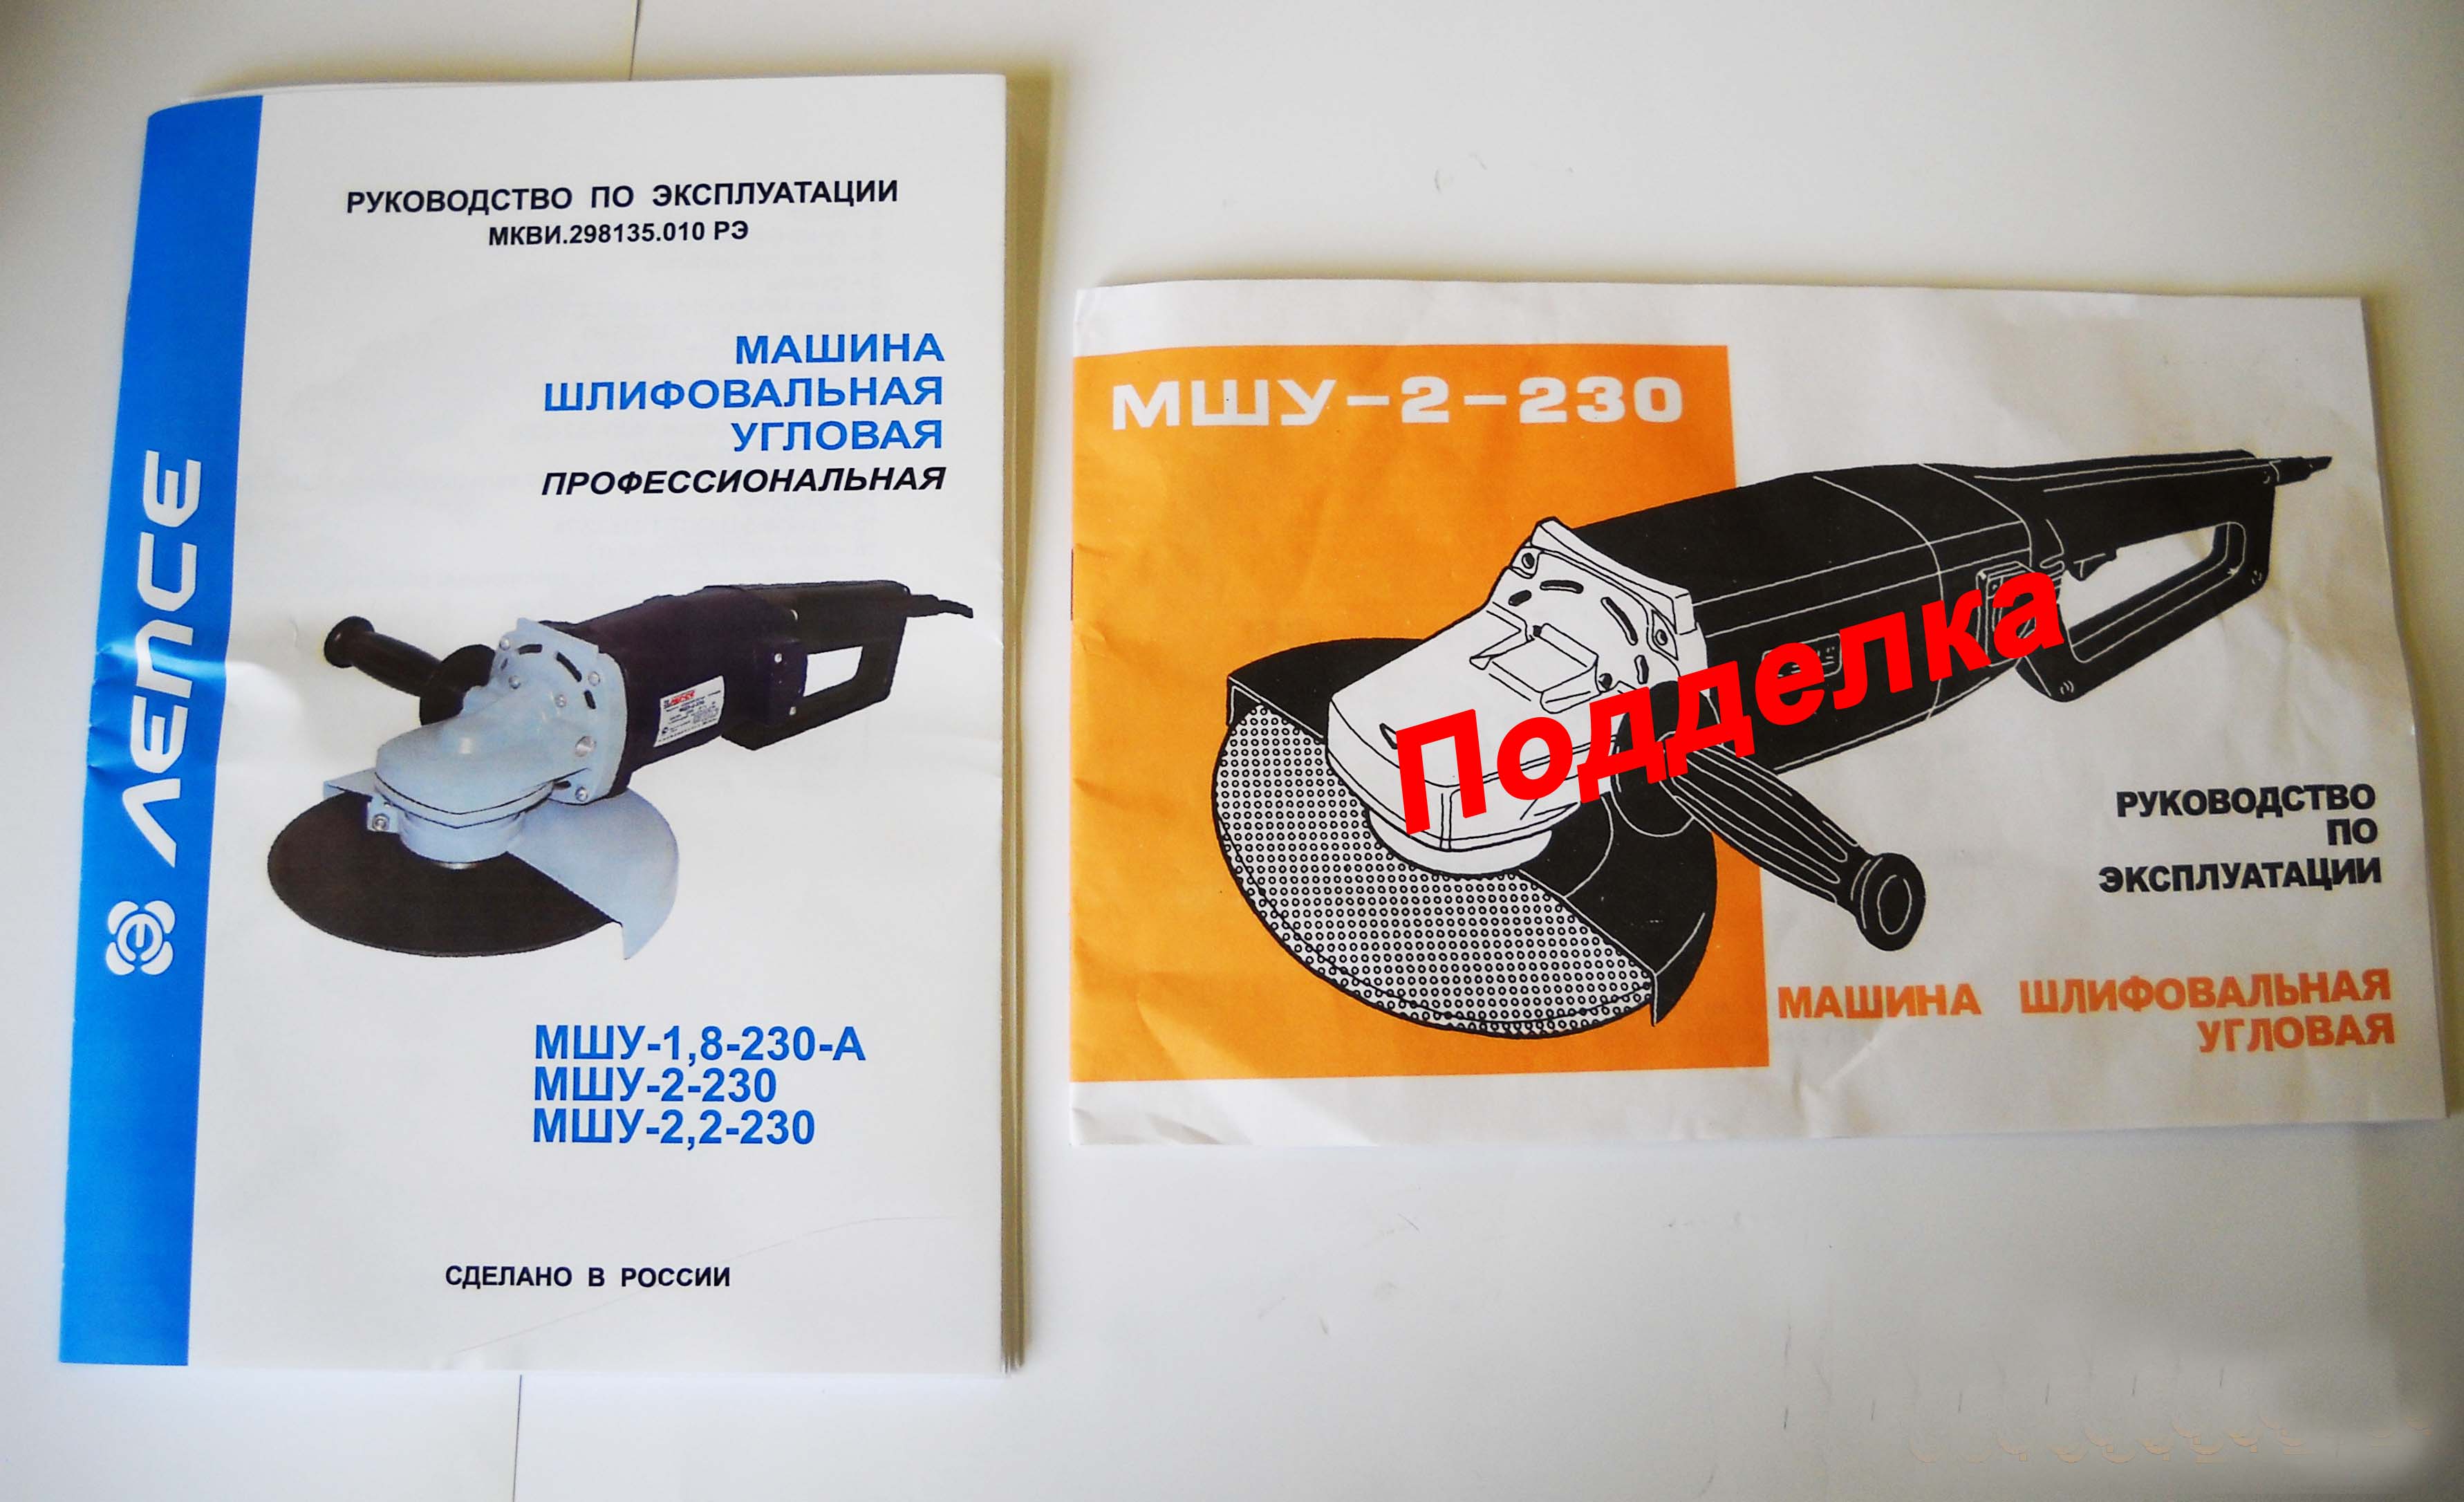 РУКОВОДСТВО ПО ЭКСПЛУАТАЦИИ
МКВИ.298135.010 РЭ
МАШИНА
ШЛИФОВАЛЬНАЯ
УГЛОВАЯ
ПРОФЕССИОНАЛЬНАЯ
ЛЕПСЕ
МШУ-1,8-230-А
МШУ-2-230
МШУ-2,2-230
СДЕЛАНО В РОССИИ
МШУ-2-230
Подделка
РУКОВОДСТВО
ПО
ЭКСПЛУАТАЦИИ
МАШИНА ШЛИФОВАЛЬНАЯ
УГЛОВАЯ